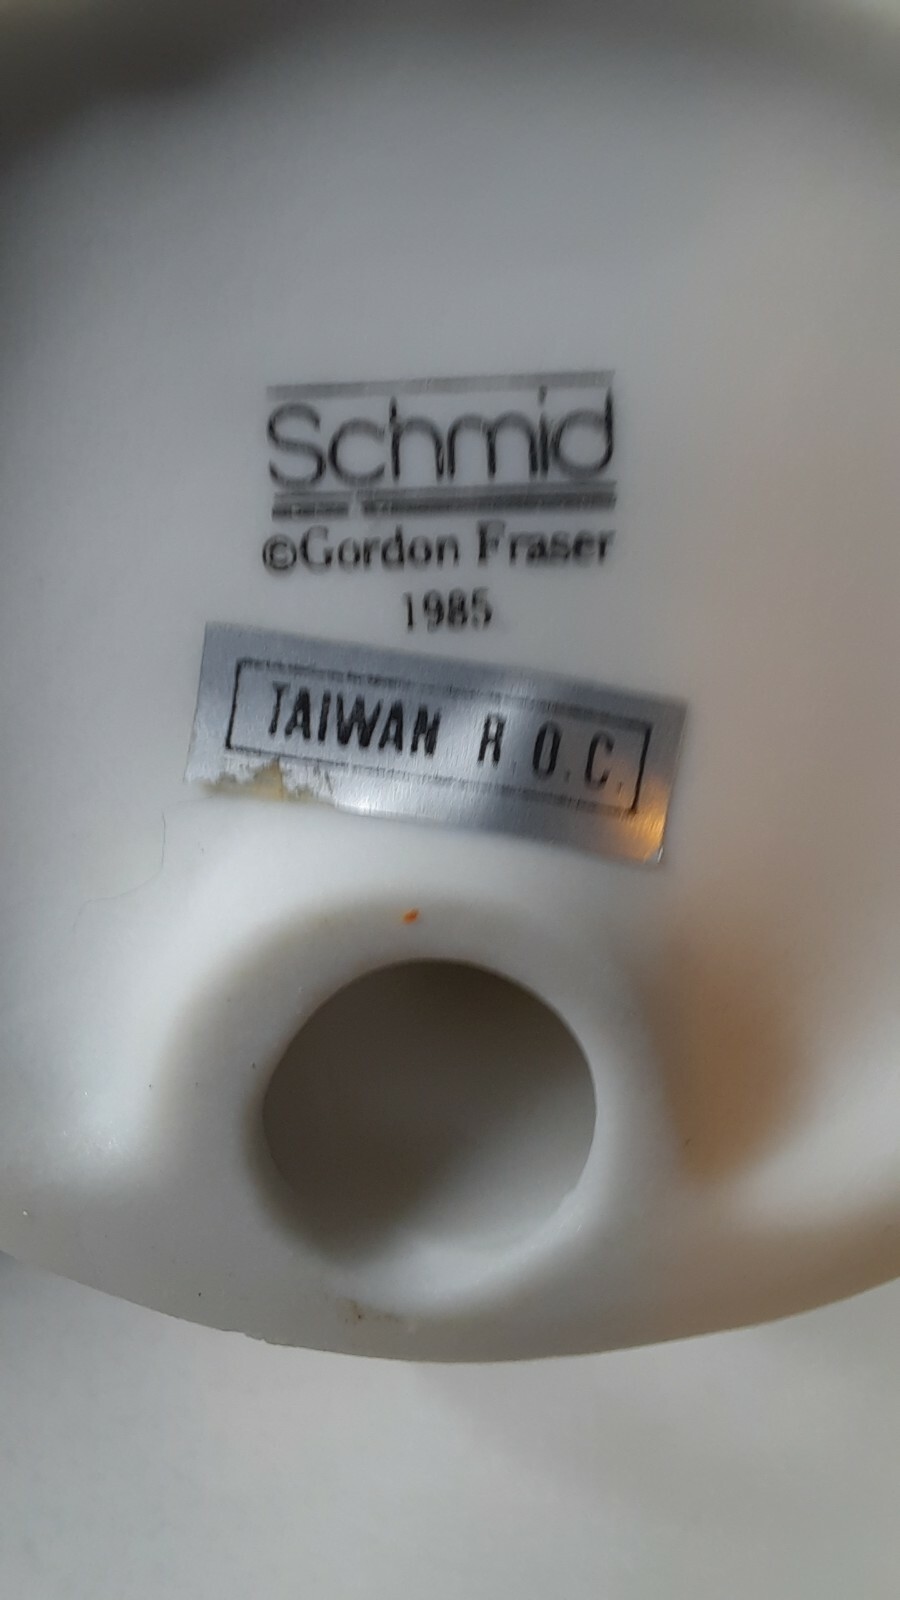 Schmid
©Gordon Fraser
1985
TAIWAN R.O.C.